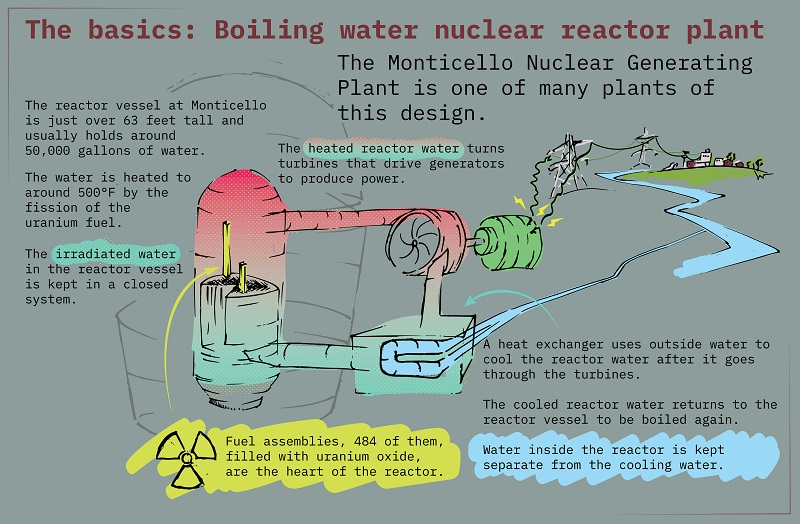 The basics: Boiling water nuclear reactor plant
The Monticello Nuclear Generating
Plant is one of many plants of
this design.
The reactor vessel at Monticello
is just over 63 feet tall and
usually holds around
50,000 gallons of water.
The water is heated to
around 500°F by the
fission of the
uranium fuel.
The irradiated water
in the reactor vessel
is kept in a closed
system.
The heated reactor water turns
turbines that drive generators
to produce power.
A heat exchanger uses outside water to
cool the reactor water after it goes
through the turbines.
The cooled reactor water returns to the
reactor vessel to be boiled again.
Water inside the reactor is kept
separate from the cooling water.
Fuel assemblies, 484 of them,
filled with uranium oxide,
are the heart of the reactor.